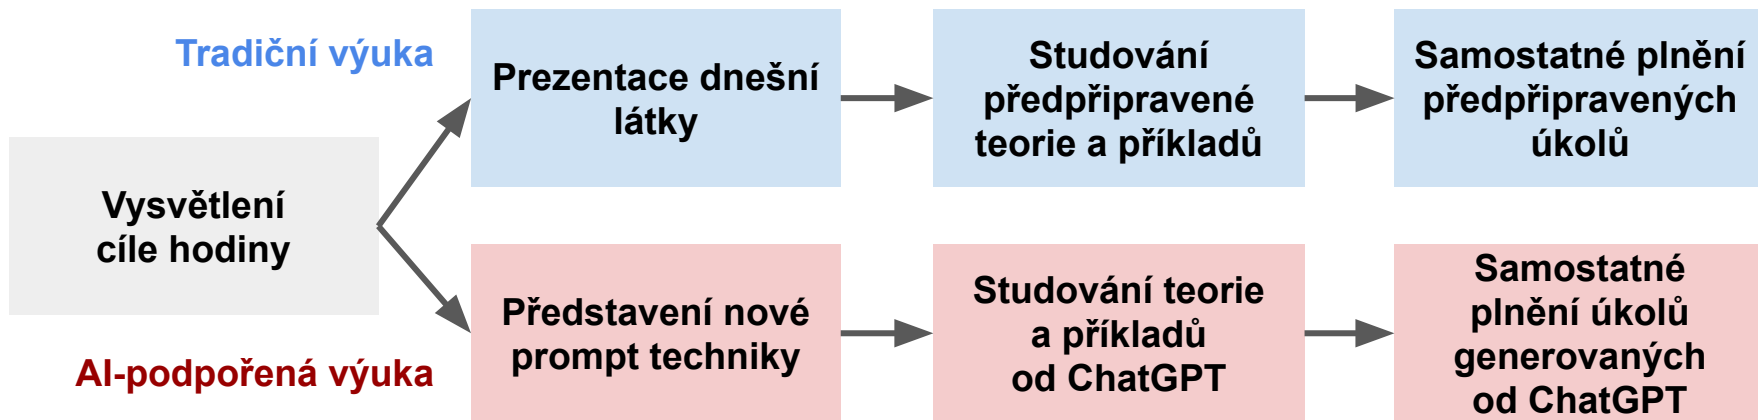 Tradiční výuka
Prezentace dnešní
látky
Studování
předpřipravené
teorie a příkladů
Samostatné plnění
předpřipravených
úkolů
Vysvětlení
cíle hodiny
AI-podpořená výuka
Představení nové
prompt techniky
Studování teorie
a příkladů
od ChatGPT
Samostatné
plnění úkolů
generovaných
od ChatGPT